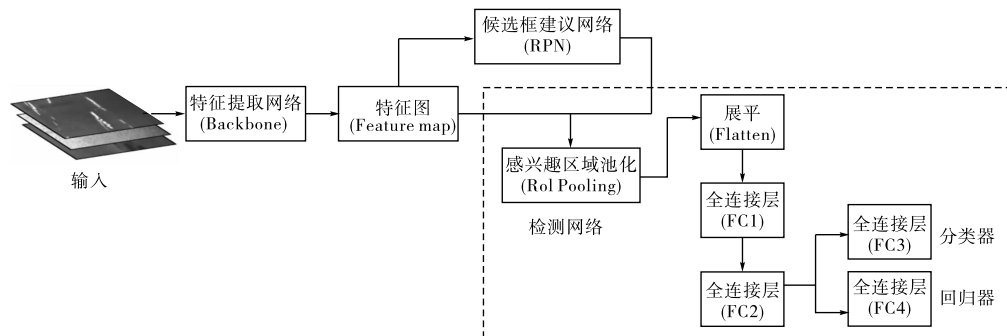 候选框建议网络
(RPN)
特征提取网络
(Backbone)
特征图
(Feature map)
展平
(Flatten)
输入
感兴趣区域池化
(RoI Pooling)
检测网络
全连接层
(FC1)
全连接层
(FC2)
全连接层
(FC3)
分类器
全连接层
(FC4)
回归器